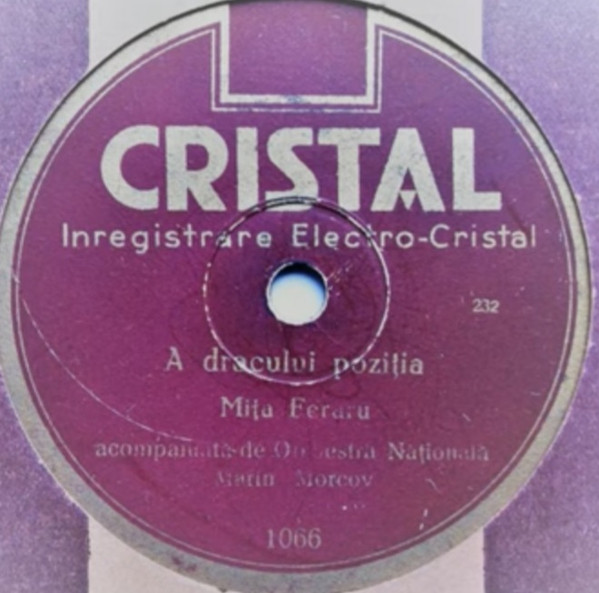 CRISTAL
Inregistrare Electro-Cristal
232
A dracului poziția
Mița Feraru
acompaniată de Orchestra Națională
Marin Morcov
1066